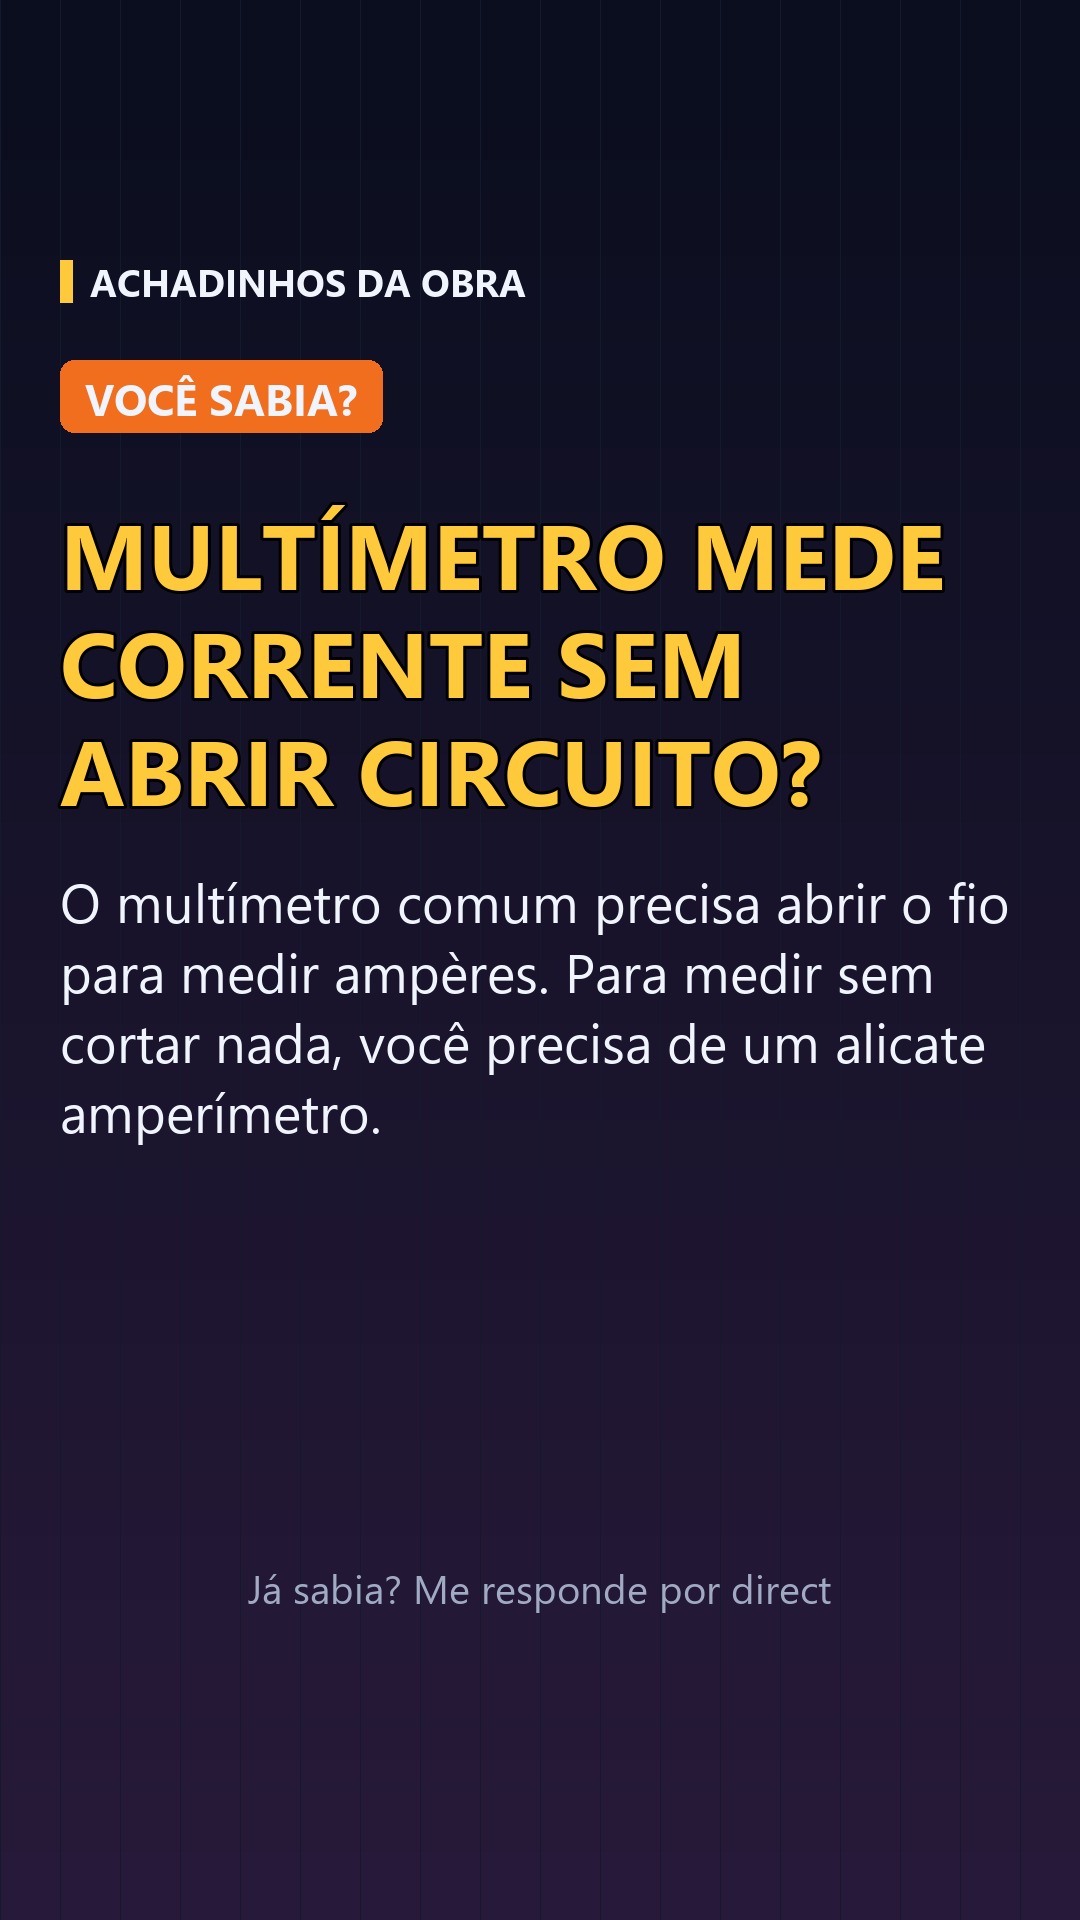 ACHADINHOS DA OBRA
VOCÊ SABIA?
MULTÍMETRO MEDE
CORRENTE SEM
ABRIR CIRCUITO?
O multímetro comum precisa abrir o fio
para medir ampères. Para medir sem
cortar nada, você precisa de um alicate
amperímetro.
Já sabia? Me responde por direct